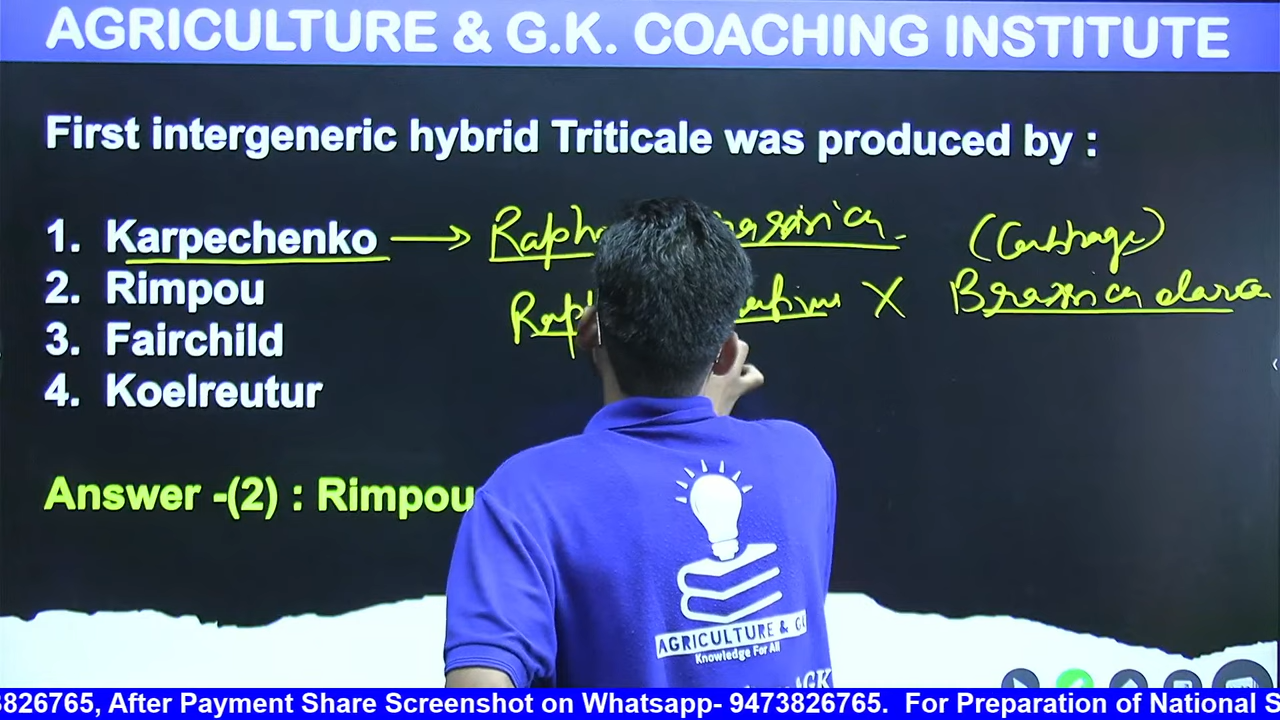 AGRICULTURE & G.K. COACHING INSTITUTE
First intergeneric hybrid Triticale was produced by :
1. Karpechenko →
(Cabbage)
2. Rimpou
X Brassica
3. Fairchild
4. Koelreutur
Answer -(2) : Rimpou
AGRICULTURE & GK
Knowledge For All
3826765, After Payment Share Screenshot on Whatsapp- 9473826765. For Preparation of National S